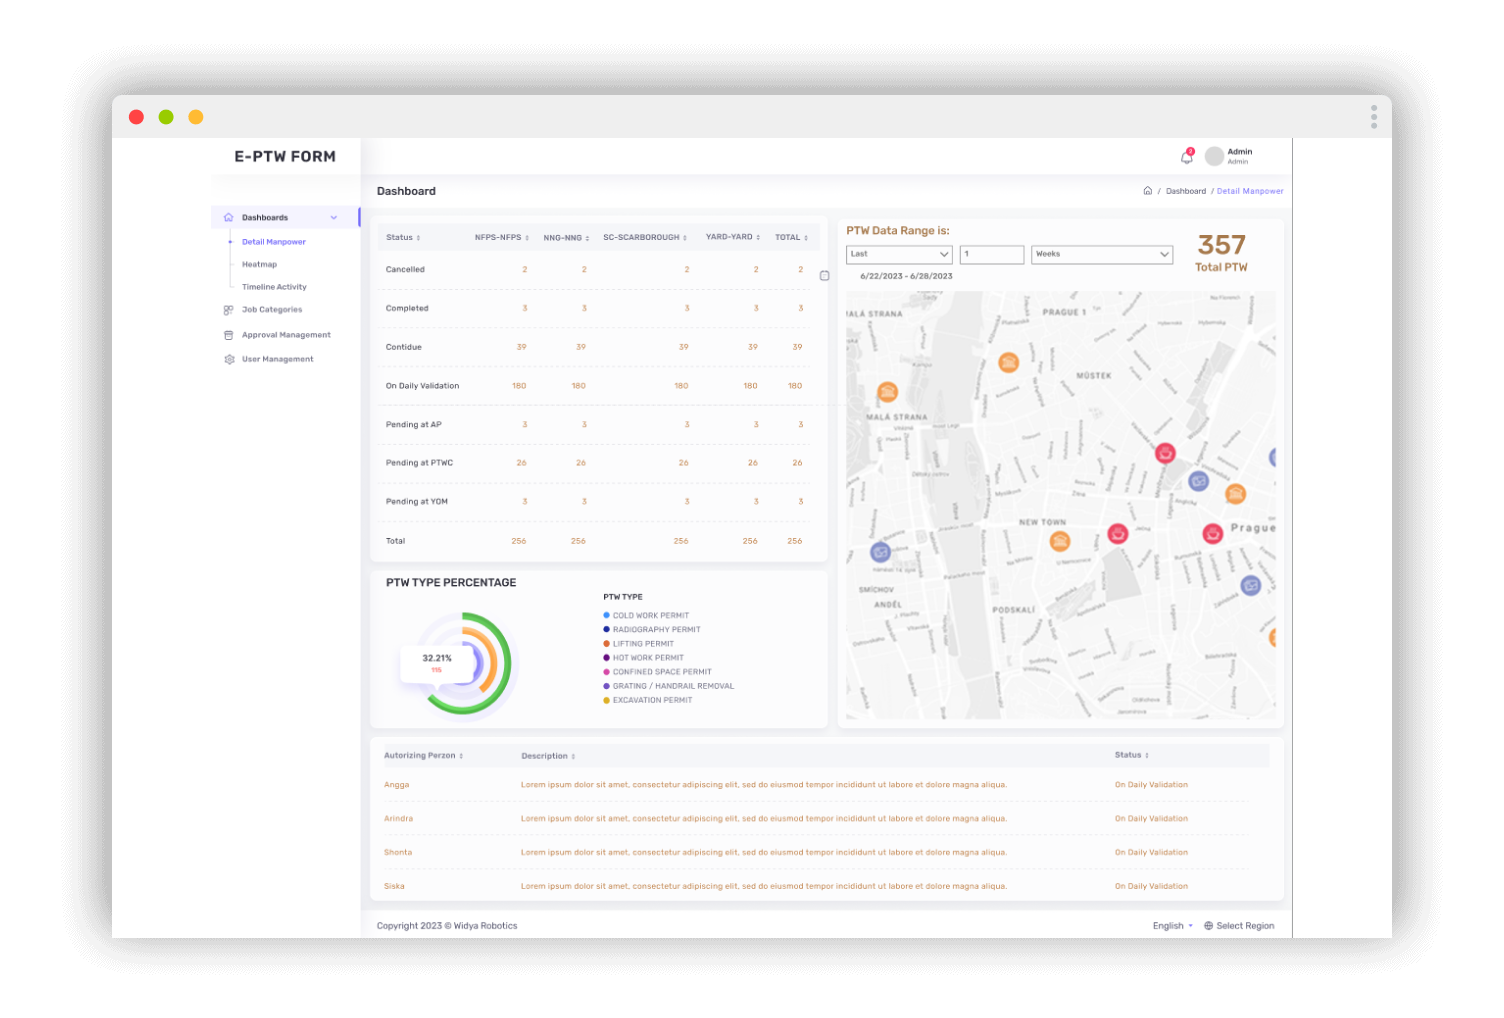 E-PTW FORM
2
Admin
Admin
Dashboard
/ Dashboard / Detail Manpower
Dashboards
Detail Manpower
Heatmap
Timeline Activity
Job Categories
Approval Management
User Management
Status NFPS-NFPS NNG-NNG SC-SCARBOROUGH YARD-YARD TOTAL
Cancelled 2 2 2 2 2
Completed 3 3 3 3 3
Contidue 39 39 39 39 39
On Daily Validation 180 180 180 180 180
Pending at AP 3 3 3 3 3
Pending at PTWC 26 26 26 26 26
Pending at YOM 3 3 3 3 3
Total 256 256 256 256 256
PTW Data Range is:
Last 1 Weeks
6/22/2023 - 6/28/2023
357
Total PTW
ALÁ STRANA
PRAGUE 1
MŮSTEK
MALÁ STRANA
NEW TOWN
Prague
SMÍCHOV
ANDĚL
PODSKALÍ
PTW TYPE PERCENTAGE
32.21%
115
PTW TYPE
COLD WORK PERMIT
RADIOGRAPHY PERMIT
LIFTING PERMIT
HOT WORK PERMIT
CONFINED SPACE PERMIT
GRATING / HANDRAIL REMOVAL
EXCAVATION PERMIT
Autorizing Perzon Description Status
Angga Lorem ipsum dolor sit amet, consectetur adipiscing elit, sed do eiusmod tempor incididunt ut labore et dolore magna aliqua. On Daily Validation
Arindra Lorem ipsum dolor sit amet, consectetur adipiscing elit, sed do eiusmod tempor incididunt ut labore et dolore magna aliqua. On Daily Validation
Shonta Lorem ipsum dolor sit amet, consectetur adipiscing elit, sed do eiusmod tempor incididunt ut labore et dolore magna aliqua. On Daily Validation
Siska Lorem ipsum dolor sit amet, consectetur adipiscing elit, sed do eiusmod tempor incididunt ut labore et dolore magna aliqua. On Daily Validation
Copyright 2023 © Widya Robotics
English Select Region